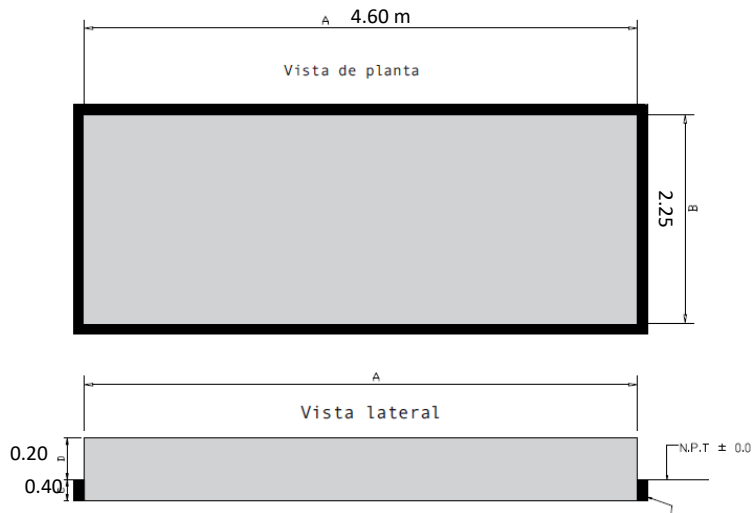 A 4.60 m
Vista de planta
2.25
B
A
Vista lateral
0.20 D
N.P.T ± 0.0
0.40